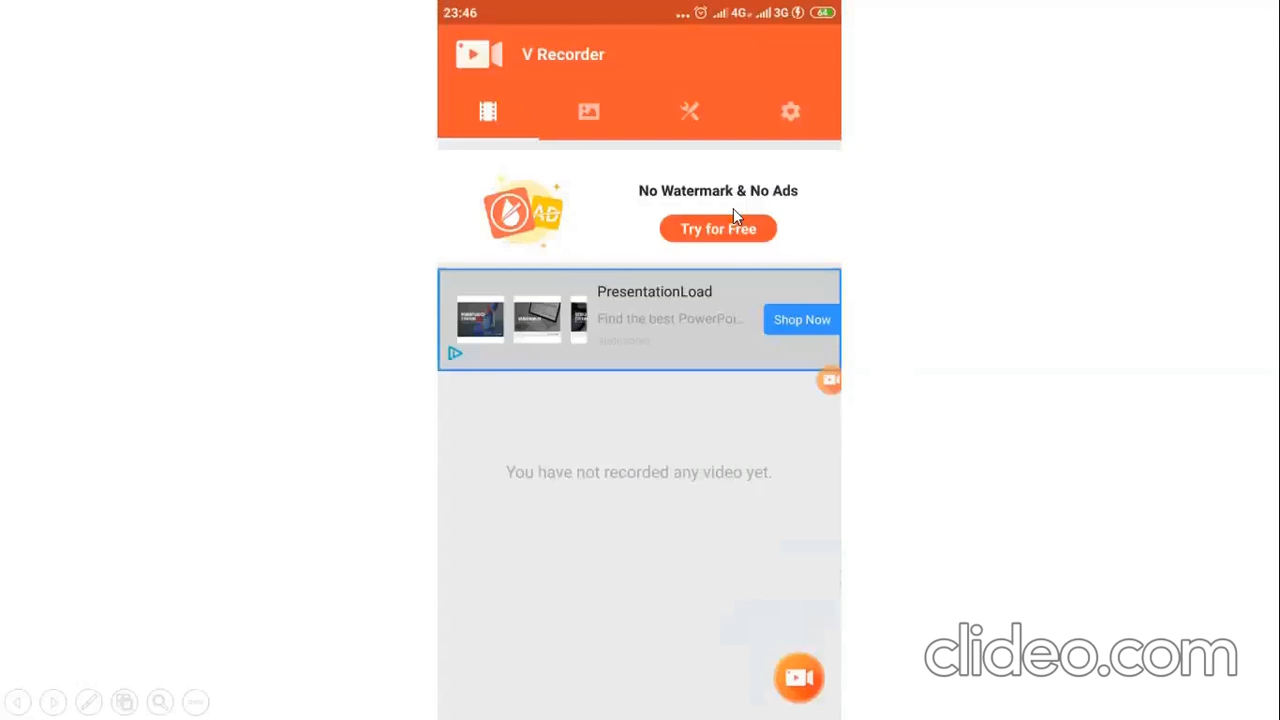 23:46
4G
3G
64
V Recorder
No Watermark & No Ads
AD
Try for Free
PresentationLoad
Find the best PowerPoi...
Shop Now
You have not recorded any video yet.
clideo.com